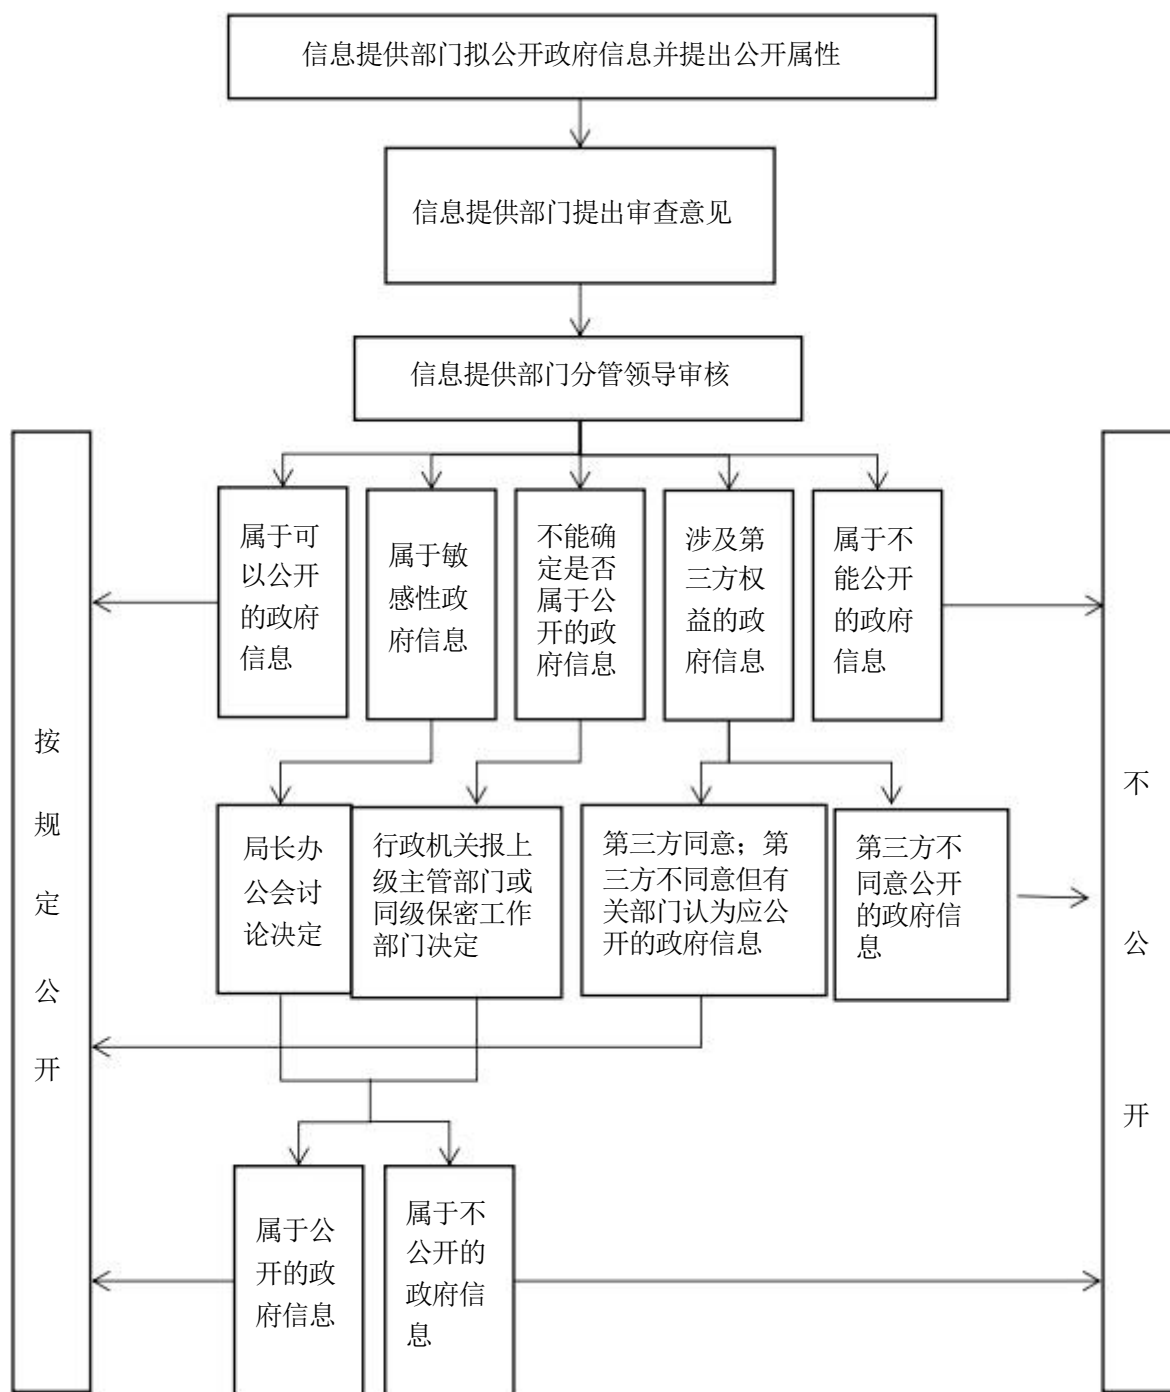 信息提供部门拟公开政府信息并提出公开属性
信息提供部门提出审查意见
信息提供部门分管领导审核
属于可
以公开
的政府
信息
属于敏
感性政
府信息
不能确
定是否
属于公
开的政
府信息
涉及第
三方权
益的政
府信息
属于不
能公开
的政府
信息
按
规
定
公
开
不
公
开
局长办
公会讨
论决定
行政机关报上
级主管部门或
同级保密工作
部门决定
第三方同意；第
三方不同意但有
关部门认为应公
开的政府信息
第三方不
同意公开
的政府信
息
属于公
开的政
府信息
属于不
公开的
政府信
息